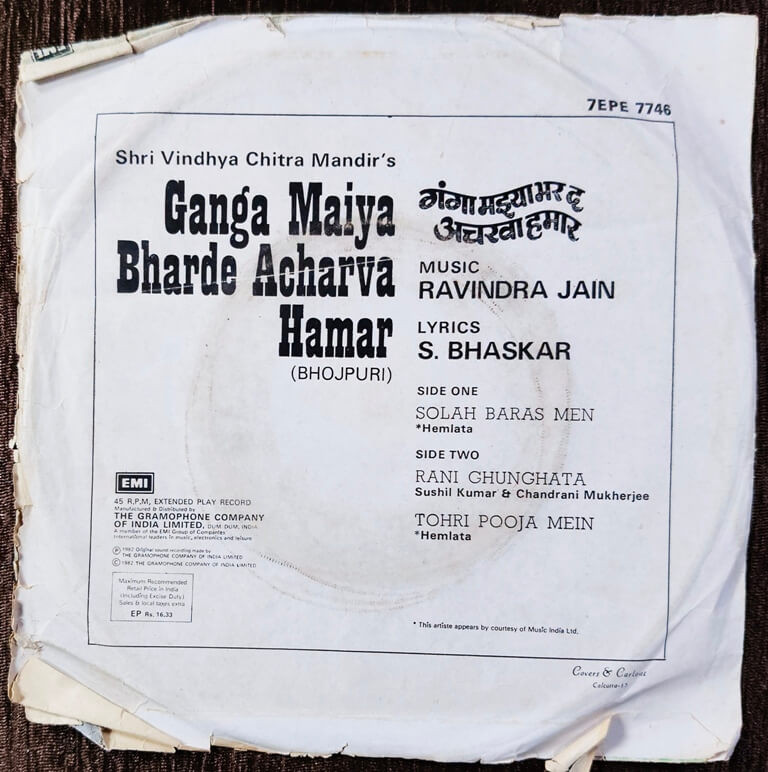 7EPE 7746
Shri Vindhya Chitra Mandir's
Ganga Maiya
Bharde Acharva
Hamar
(BHOJPURI)
गंगा मइया भर द
अचरवा हमार
MUSIC
RAVINDRA JAIN
LYRICS
S. BHASKAR
SIDE ONE
SOLAH BARAS MEN
*Hemlata
SIDE TWO
RANI GHUNGHATA
Sushil Kumar & Chandrani Mukherjee
TOHRI POOJA MEIN
*Hemlata
EMI
45 R.P.M, EXTENDED PLAY RECORD
Manufactured & Distributed by
THE GRAMOPHONE COMPANY
OF INDIA LIMITED, DUM DUM, INDIA
A member of the EMI Group of Companies
International leaders in music, electronics and leisure
Ⓟ 1982 Original sound recording made by
THE GRAMOPHONE COMPANY OF INDIA LIMITED
© 1982 THE GRAMOPHONE COMPANY OF INDIA LIMITED
Maximum Recommended
Retail Price in India
(Including Excise Duty)
Sales & local taxes extra
EP Rs. 16.33
* This artiste appears by courtesy of Music India Ltd.
Covers & Cartons